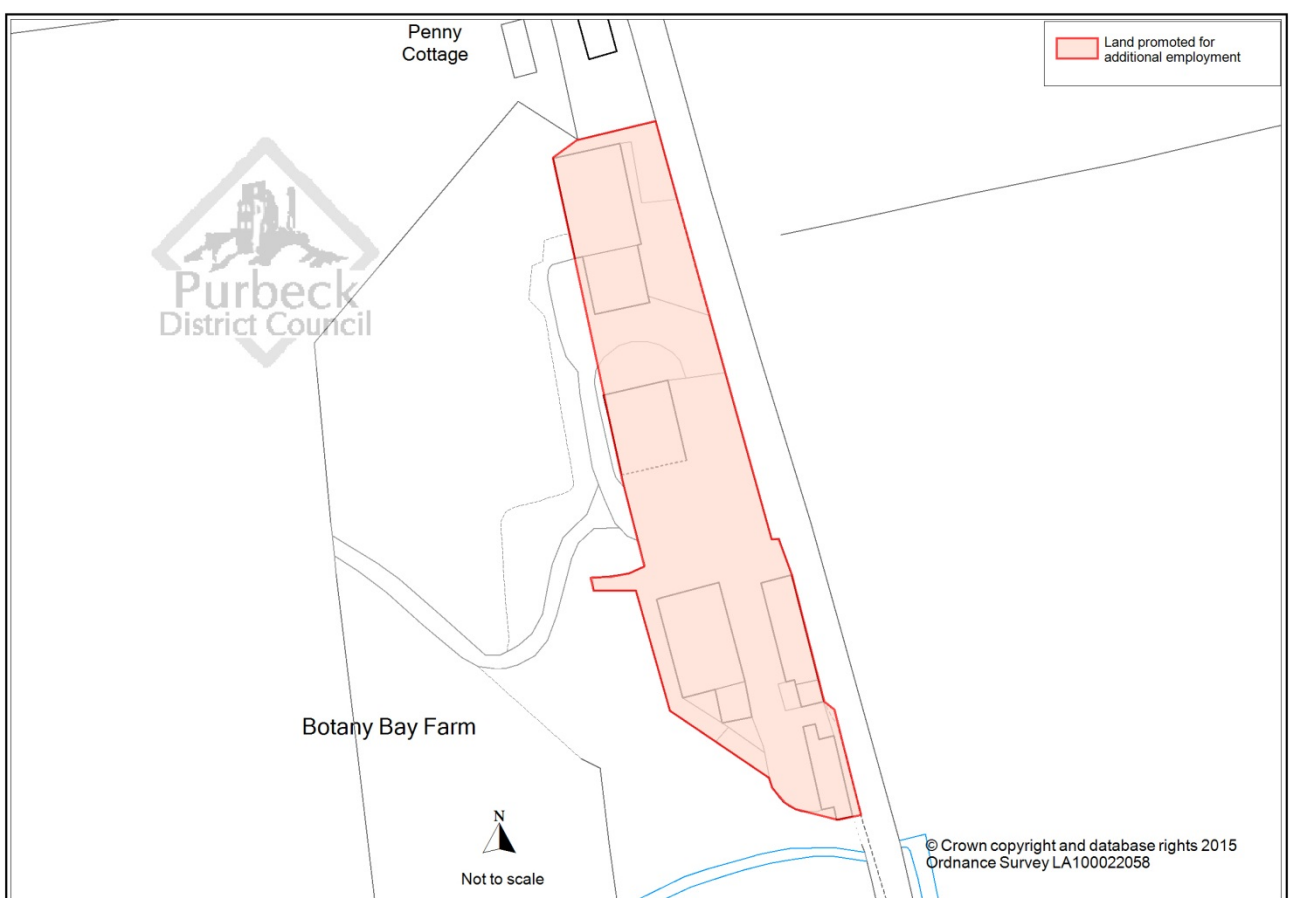 Penny
Cottage
Land promoted for
additional employment
Purbeck
District Council
Botany Bay Farm
N
Not to scale
© Crown copyright and database rights 2015
Ordnance Survey LA100022058